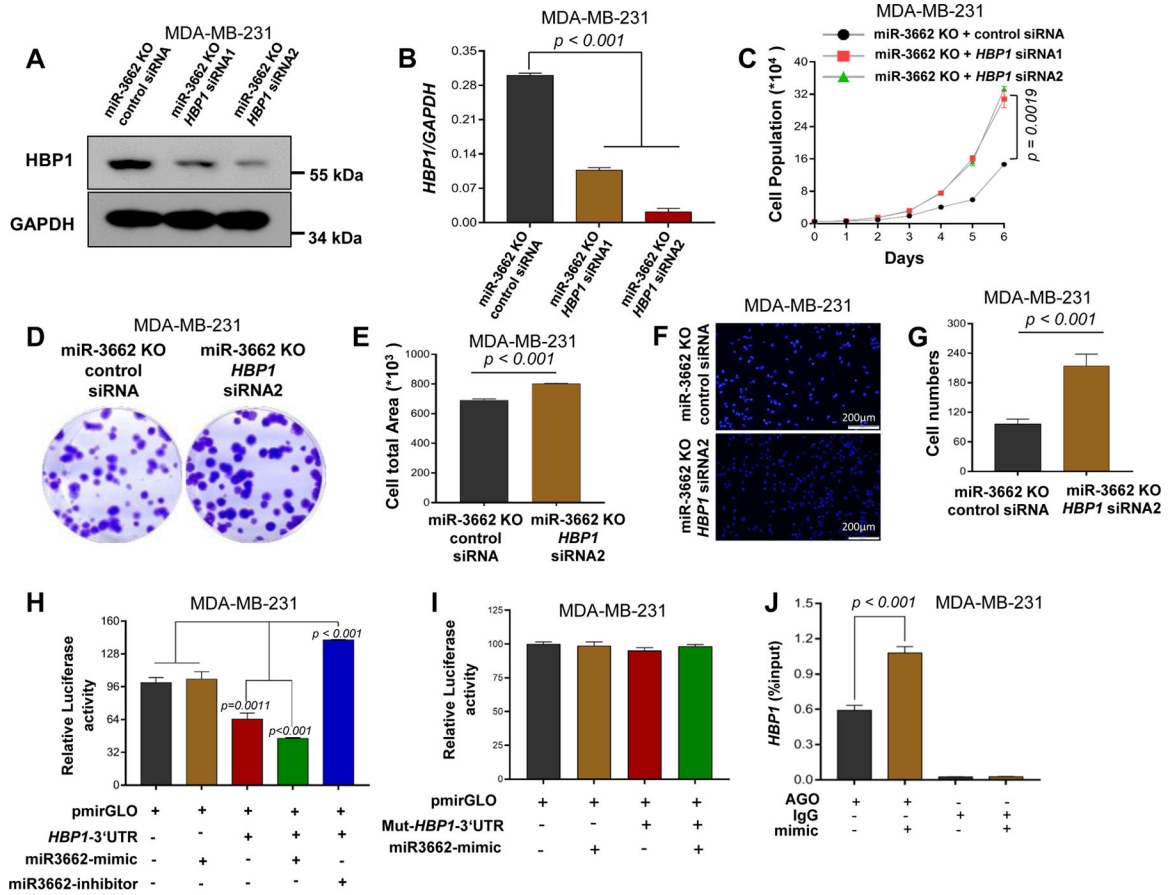 A
MDA-MB-231
miR-3662 KO
control siRNA
miR-3662 KO
HBP1 siRNA1
miR-3662 KO
HBP1 siRNA2
HBP1
55 kDa
GAPDH
34 kDa
B
MDA-MB-231
p < 0.001
HBP1/GAPDH
0.35
0.28
0.21
0.14
0.07
0.00
miR-3662 KO
control siRNA
miR-3662 KO
HBP1 siRNA1
miR-3662 KO
HBP1 siRNA2
C
MDA-MB-231
miR-3662 KO + control siRNA
miR-3662 KO + HBP1 siRNA1
miR-3662 KO + HBP1 siRNA2
Cell Population (*10⁴)
32
24
16
8
0
p = 0.0019
0 1 2 3 4 5 6
Days
D
MDA-MB-231
miR-3662 KO
control
siRNA
miR-3662 KO
HBP1
siRNA2
E
MDA-MB-231
p < 0.001
Cell total Area (*10³)
1000
800
600
400
200
0
miR-3662 KO
control
siRNA
miR-3662 KO
HBP1
siRNA2
F
MDA-MB-231
miR-3662 KO
control siRNA
200μm
miR-3662 KO
HBP1 siRNA2
200μm
G
MDA-MB-231
p < 0.001
Cell numbers
300
240
180
120
60
0
miR-3662 KO
control siRNA
miR-3662 KO
HBP1 siRNA2
H
MDA-MB-231
Relative Luciferase
activity
160
128
96
64
32
0
p=0.0011
p<0.001
p < 0.001
pmirGLO + + + + +
HBP1-3'UTR - - + + +
miR3662-mimic - + - + -
miR3662-inhibitor - - - - +
I
MDA-MB-231
Relative Luciferase
activity
125
100
75
50
25
0
pmirGLO + + + +
Mut-HBP1-3'UTR - - + +
miR3662-mimic - + - +
J
MDA-MB-231
p < 0.001
HBP1 (%input)
1.5
1.2
0.9
0.6
0.3
0.0
AGO + + - -
IgG - - + +
mimic - + - +